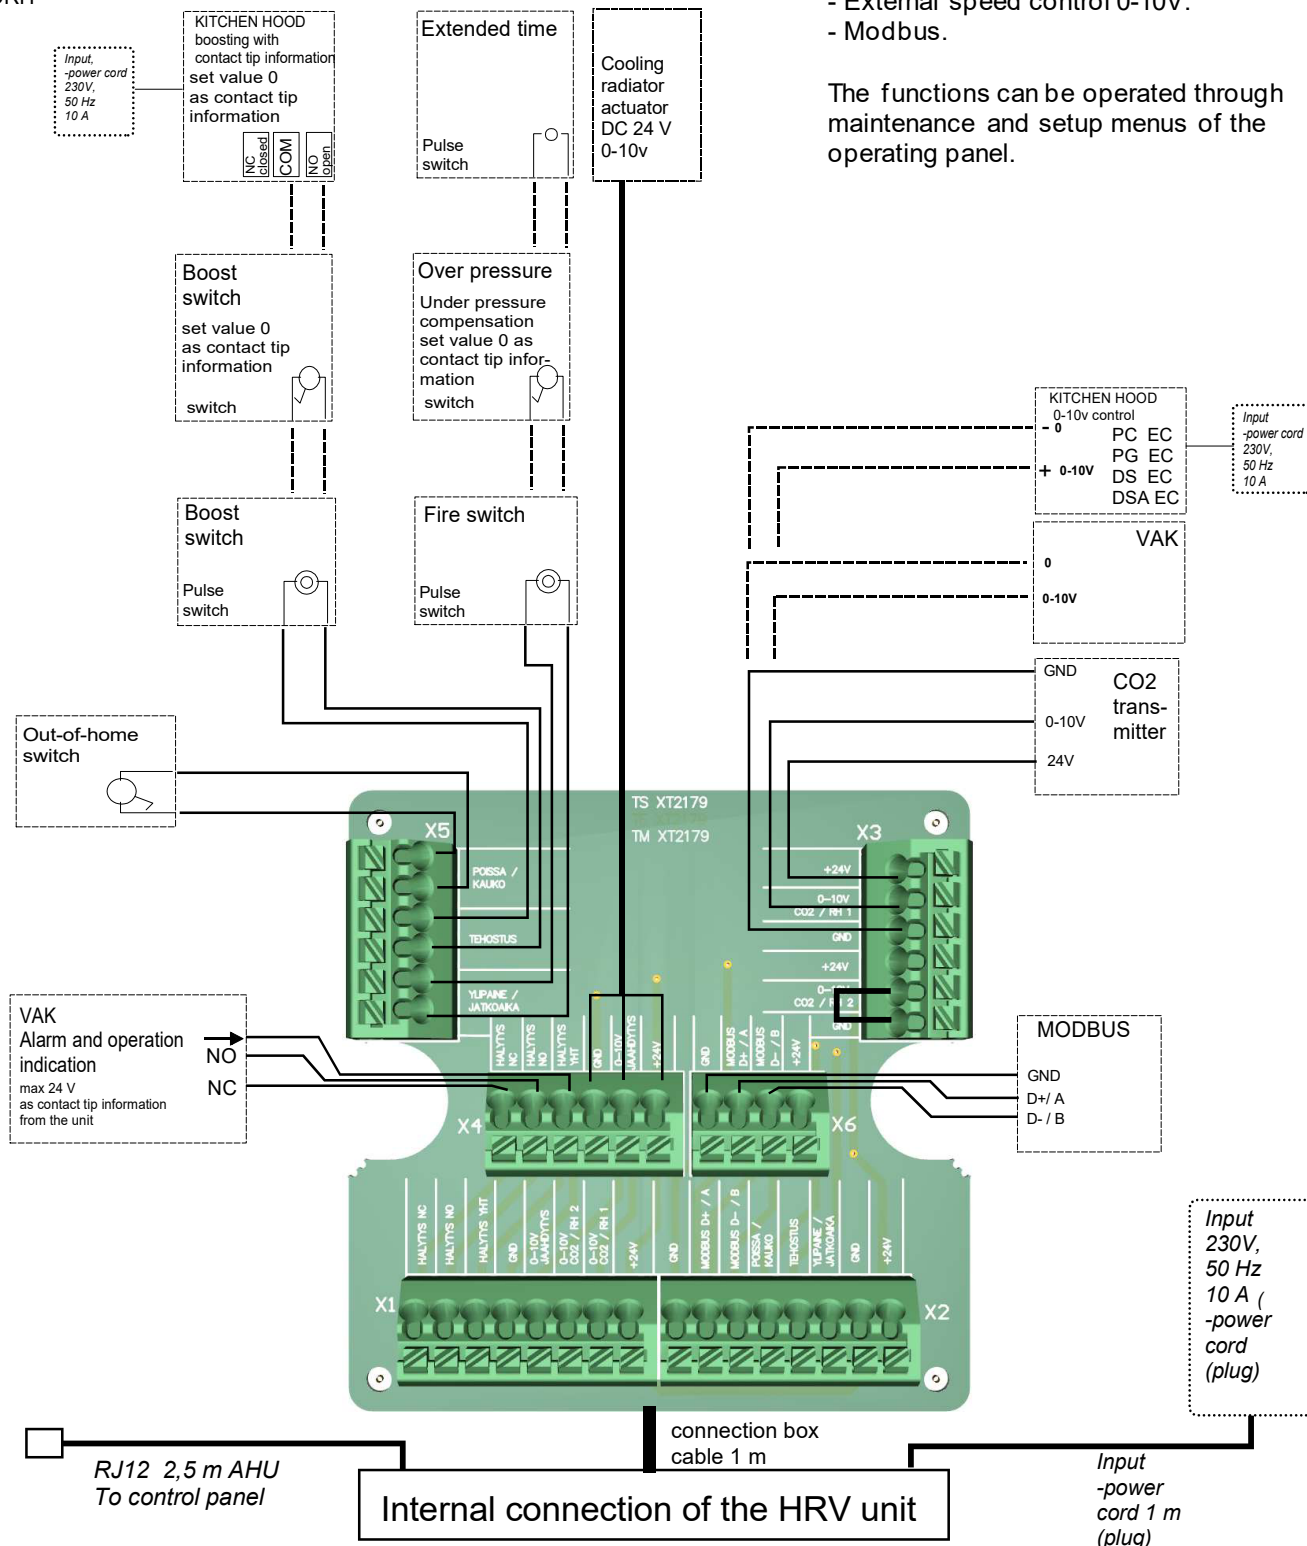 - External speed control 0-10V.
- Modbus.
The functions can be operated through
maintenance and setup menus of the
operating panel.
KITCHEN HOOD
boosting with
contact tip information
set value 0
as contact tip
information
NC
closed
COM
NO
open
Input,
-power cord
230V,
50 Hz
10 A
Extended time
Pulse
switch
Cooling
radiator
actuator
DC 24 V
0-10v
Boost
switch
set value 0
as contact tip
information
switch
Over pressure
Under pressure
compensation
set value 0 as
contact tip infor-
mation
switch
KITCHEN HOOD
0-10v control
- 0
+ 0-10V
PC EC
PG EC
DS EC
DSA EC
Input
-power cord
230V,
50 Hz
10 A
Boost
switch
Pulse
switch
Fire switch
Pulse
switch
VAK
0
0-10V
GND
0-10V
24V
CO2
trans-
mitter
Out-of-home
switch
TS XT2179
TM XT2179
X5
POISSA /
KAUKO
TEHOSTUS
YLIPAINE /
JATKOAIKA
X3
+24V
0-10V
CO2 / RH 1
GND
+24V
0-10V
CO2 / RH 2
GND
VAK
Alarm and operation
indication
max 24 V
as contact tip information
from the unit
NO
NC
HALYTYS
NC
HALYTYS
NO
HALYTYS
YHT
GND
0-10V
JAAHDYTYS
+24V
X4
GND
MODBUS
D+ / A
MODBUS
D- / B
+24V
X6
MODBUS
GND
D+/ A
D- / B
HALYTYS NC
HALYTYS NO
HALYTYS YHT
GND
0-10V
JAAHDYTYS
0-10V
CO2 / RH 2
0-10V
CO2 / RH 1
+24V
X1
GND
MODBUS D+ / A
MODBUS D- / B
POISSA /
KAUKO
TEHOSTUS
YLIPAINE /
JATKOAIKA
GND
+24V
X2
Input
230V,
50 Hz
10 A (
-power
cord
(plug)
connection box
cable 1 m
RJ12 2,5 m AHU
To control panel
Internal connection of the HRV unit
Input
-power
cord 1 m
(plug)